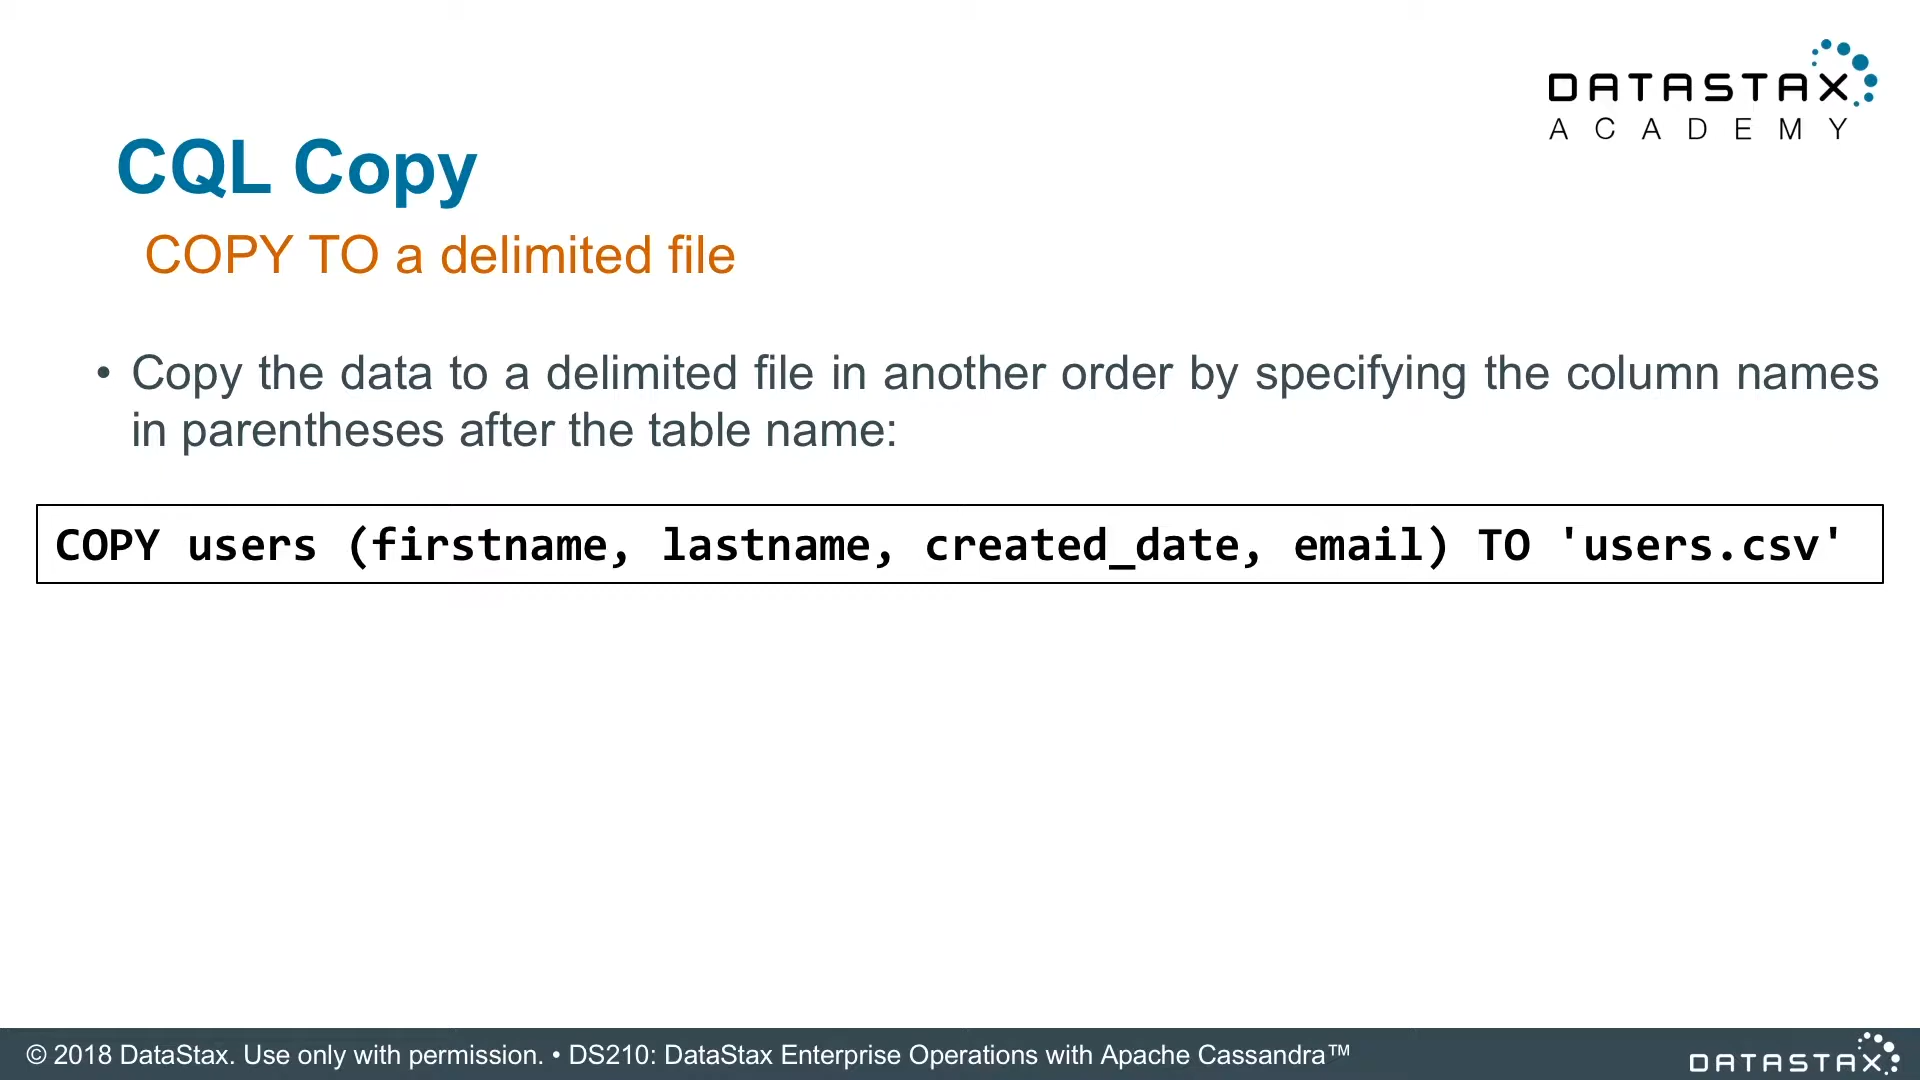 DATASTAX
ACADEMY
CQL Copy
COPY TO a delimited file
• Copy the data to a delimited file in another order by specifying the column names
in parentheses after the table name:
COPY users (firstname, lastname, created_date, email) TO 'users.csv'
© 2018 DataStax. Use only with permission. • DS210: DataStax Enterprise Operations with Apache Cassandra™
DATASTAX